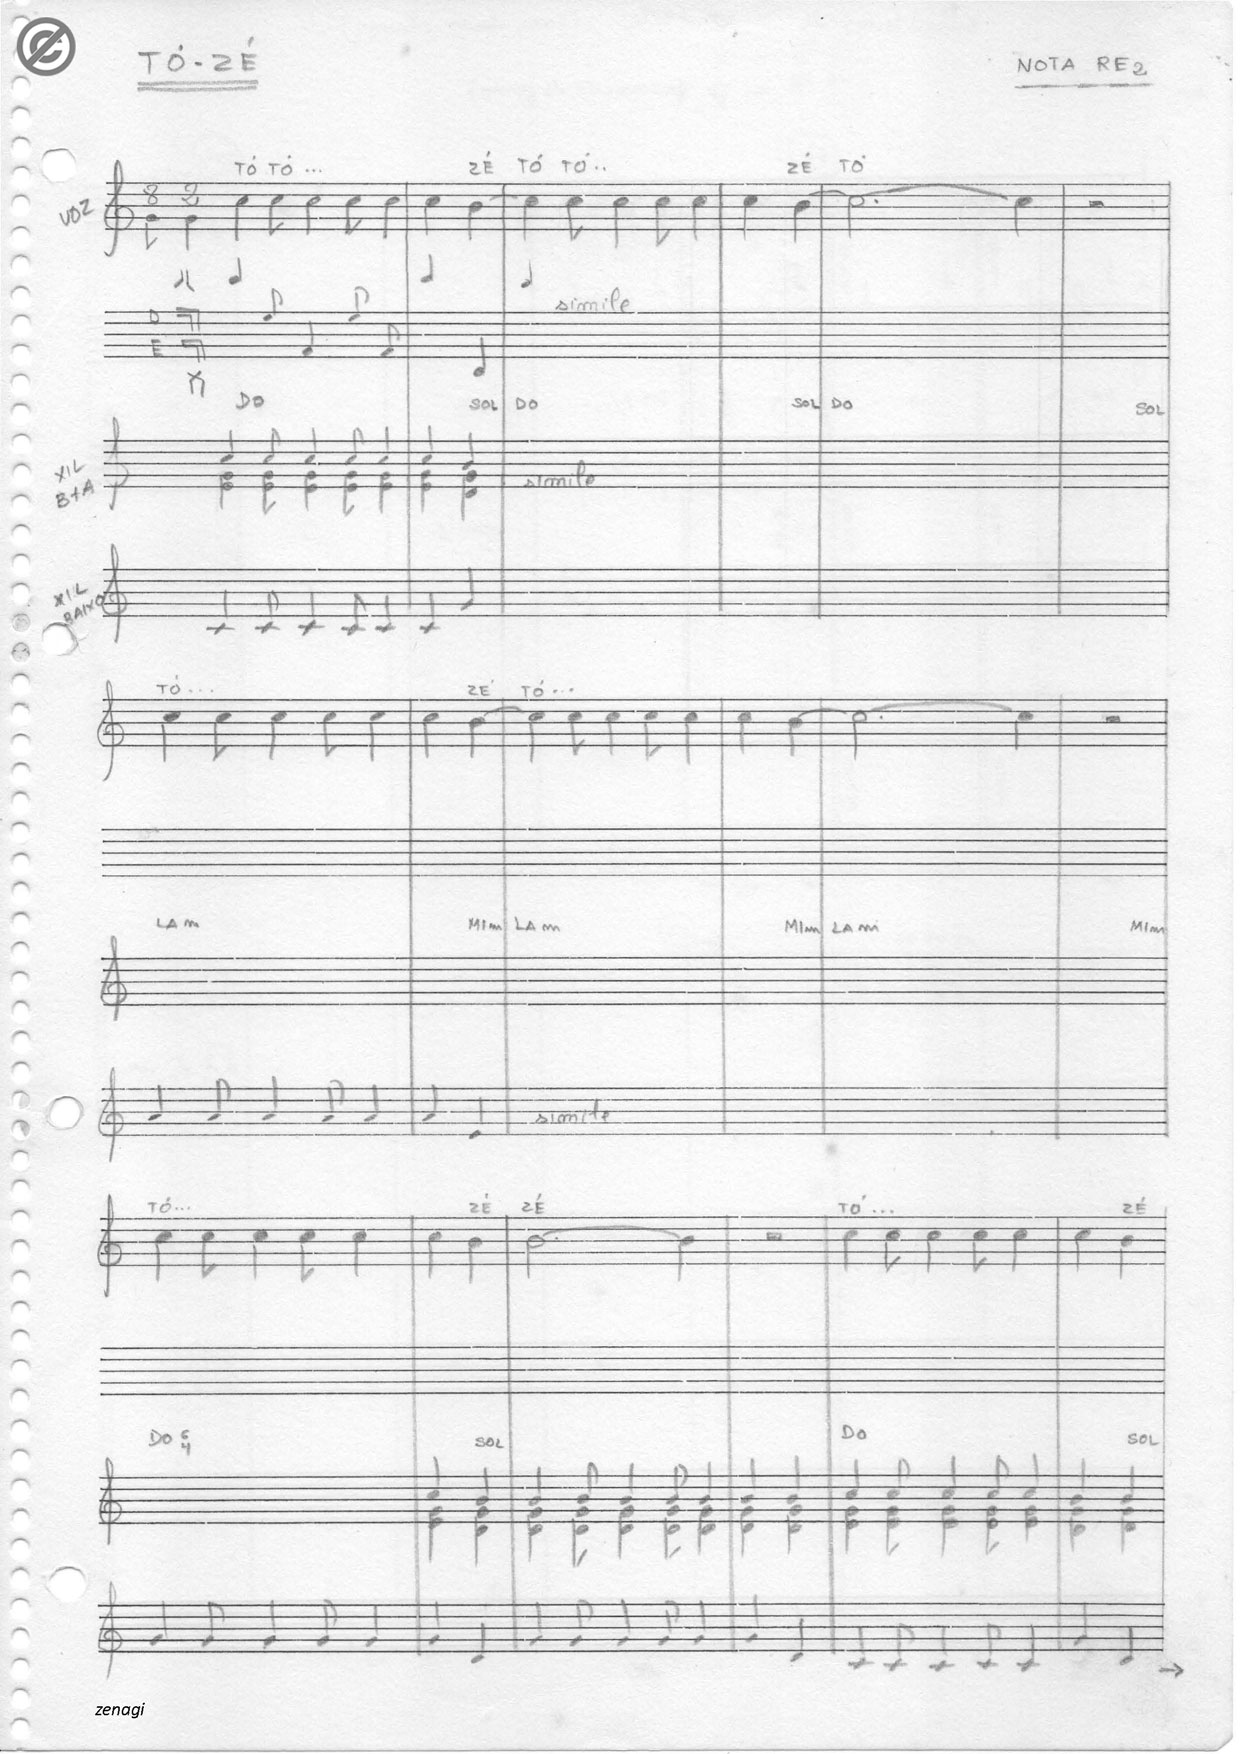 TÓ-ZÉ
NOTA RE2
TÓ TÓ ... ZÉ TÓ TÓ.. ZÉ TÓ
VOZ
8 2
simile
D
E
DO SOL DO SOL DO SOL
XIL
B+A
simile
XIL
BAIXO
TÓ... ZÉ TÓ...
LAm MIm LAm MIm LAm MIm
simile
TÓ... ZÉ ZÉ TÓ... ZÉ
DO 6 4 SOL DO SOL
zenagi